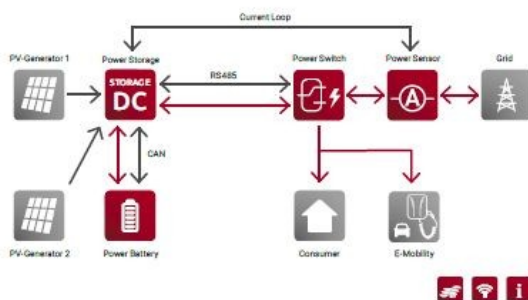 Current Loop
PV-Generator 1
Power Storage
Power Switch
Power Sensor
Grid
STORAGE
DC
RS485
A
CAN
PV-Generator 2
Power Battery
Consumer
E-Mobility
i